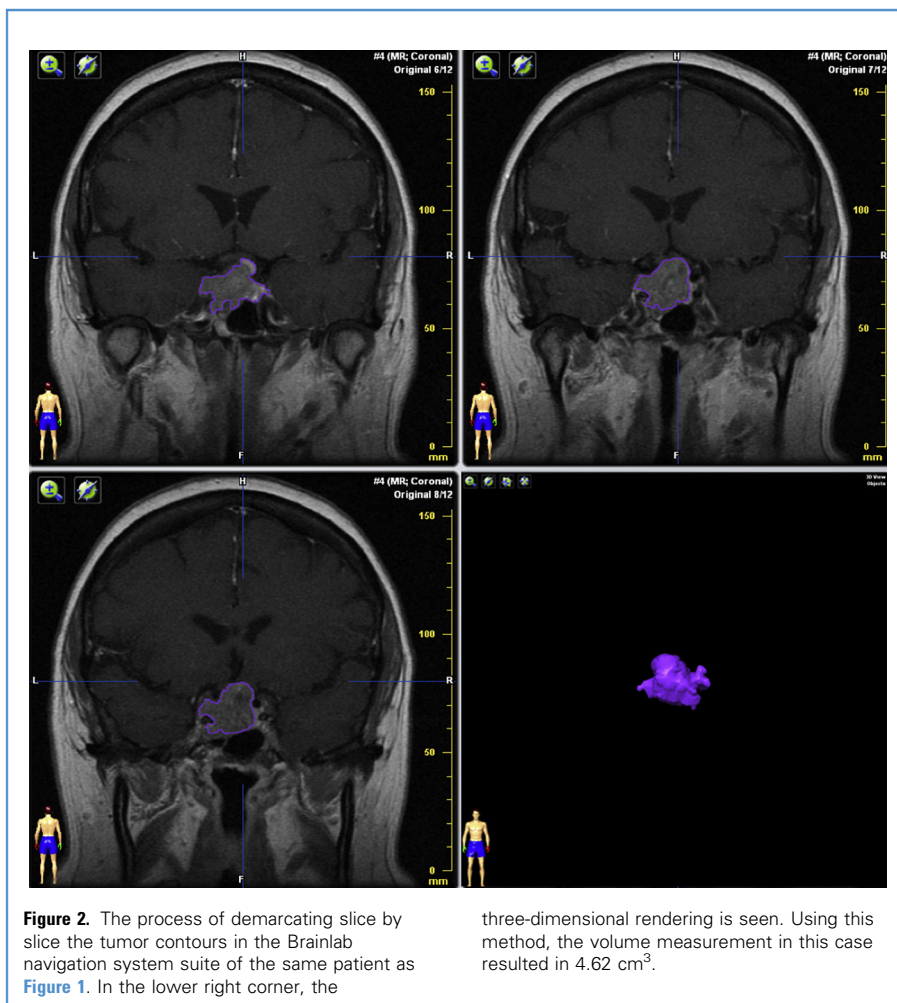 #4 (MR; Coronal)
Original 6/12
H
150
100
L
R
50
0
F
mm
#4 (MR; Coronal)
Original 7/12
H
150
100
L
R
50
0
F
mm
#4 (MR; Coronal)
Original 8/12
H
150
100
L
R
50
0
F
mm
3D View
Objects
Figure 2. The process of demarcating slice by
slice the tumor contours in the Brainlab
navigation system suite of the same patient as
Figure 1. In the lower right corner, the
three-dimensional rendering is seen. Using this
method, the volume measurement in this case
resulted in 4.62 cm³.